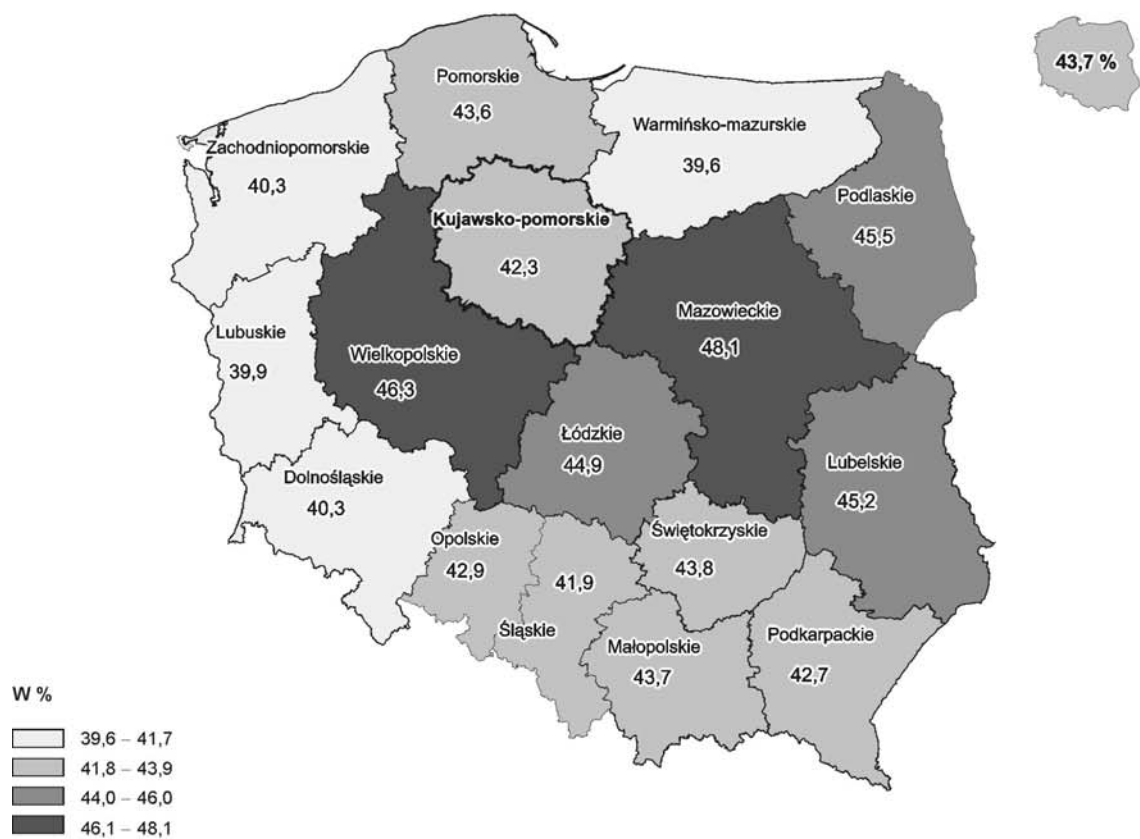 43,7 %
Pomorskie
43,6
Warmińsko-mazurskie
39,6
Zachodniopomorskie
40,3
Podlaskie
45,5
Kujawsko-pomorskie
42,3
Mazowieckie
48,1
Lubuskie
39,9
Wielkopolskie
46,3
Łódzkie
44,9
Lubelskie
45,2
Dolnośląskie
40,3
Opolskie
42,9
Świętokrzyskie
43,8
41,9
Śląskie
Małopolskie
43,7
Podkarpackie
42,7
W %
39,6 – 41,7
41,8 – 43,9
44,0 – 46,0
46,1 – 48,1